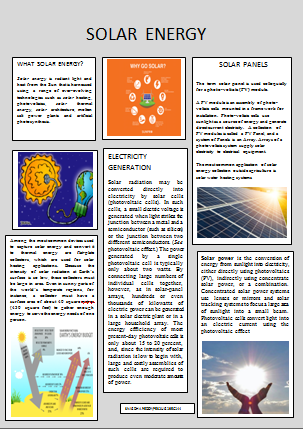 SOLAR ENERGY
WHAT SOLAR ENERGY?
Solar energy is radiant light and
heat from the Sun that is harnessed
using a range of ever-evolving
technologies such as solar heating,
photovoltaics, solar thermal
energy, solar architecture, molten
salt power plants and artificial
photosynthesis.
WHY GO SOLAR?
SOLAR PANELS
The term solar panel is used colloquially
for a photo-voltaic (PV) module.
A PV module is an assembly of photo-
voltaic cells mounted in a framework for
installation. Photo-voltaic cells use
sunlight as a source of energy and generate
direct current electricity. A collection of
PV modules is called a PV Panel, and a
system of Panels is an Array. Arrays of a
photovoltaic system supply solar
electricity to electrical equipment.
The most common application of solar
energy collection outside agriculture is
solar water heating systems.
ELECTRICITY
GENERATION
Solar radiation may be
converted directly into
electricity by solar cells
(photovoltaic cells). In such
cells, a small electric voltage is
generated when light strikes the
junction between a metal and a
semiconductor (such as silicon)
or the junction between two
different semiconductors. (See
photovoltaic effect.) The power
generated by a single
photovoltaic cell is typically
only about two watts. By
connecting large numbers of
individual cells together,
however, as in solar-panel
arrays, hundreds or even
thousands of kilowatts of
electric power can be generated
in a solar electric plant or in a
large household array. The
energy efficiency of most
present-day photovoltaic cells is
only about 15 to 20 percent,
and, since the intensity of solar
radiation is low to begin with,
large and costly assemblies of
such cells are required to
produce even moderate amounts
of power.
Among the most common devices used
to capture solar energy and convert it
to thermal energy are flat-plate
collectors, which are used for solar
heating applications. Because the
intensity of solar radiation at Earth's
surface is so low, these collectors must
be large in area. Even in sunny parts of
the world's temperate regions, for
instance, a collector must have a
surface area of about 40 square metres
(430 square feet) to gather enough
energy to serve the energy needs of one
person.
Solar power is the conversion of
energy from sunlight into electricity,
either directly using photovoltaics
(PV), indirectly using concentrated
solar power, or a combination.
Concentrated solar power systems
use lenses or mirrors and solar
tracking systems to focus a large area
of sunlight into a small beam.
Photovoltaic cells convert light into
an electric current using the
photovoltaic effect